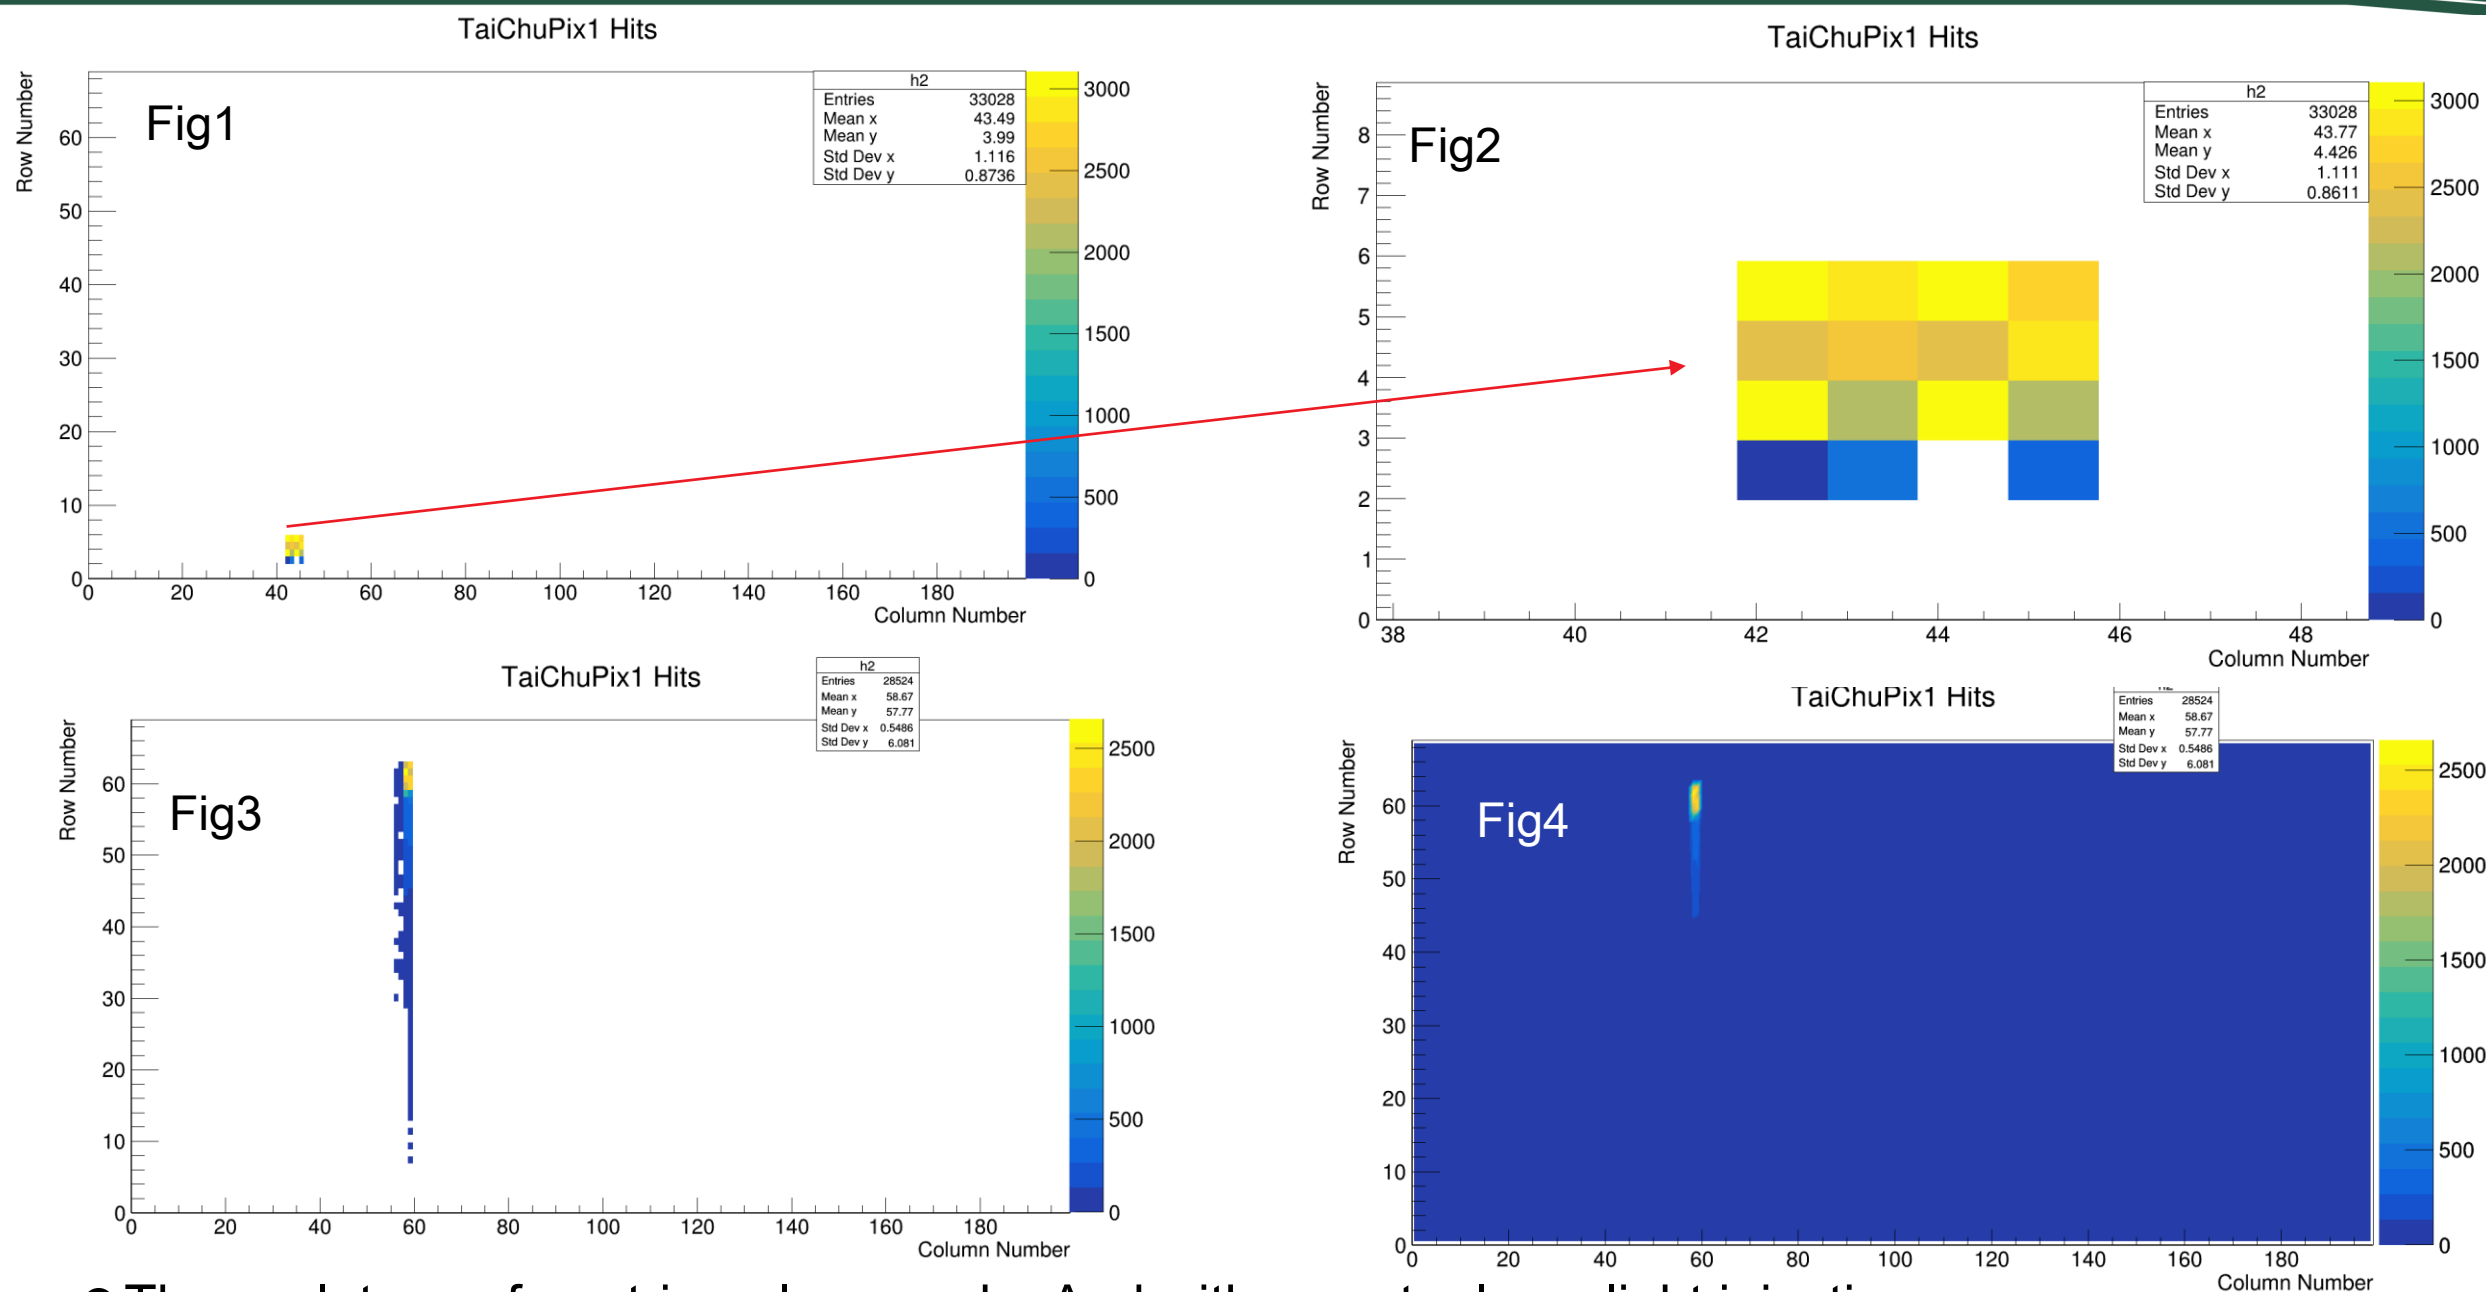 TaiChuPix1 Hits
Row Number
Fig1
h2
Entries 33028
Mean x 43.49
Mean y 3.99
Std Dev x 1.116
Std Dev y 0.8736
60
50
40
30
20
10
0
3000
2500
2000
1500
1000
500
0
0 20 40 60 80 100 120 140 160 180
Column Number
TaiChuPix1 Hits
Row Number
Fig2
h2
Entries 33028
Mean x 43.77
Mean y 4.426
Std Dev x 1.111
Std Dev y 0.8611
8
7
6
5
4
3
2
1
0
3000
2500
2000
1500
1000
500
0
38 40 42 44 46 48
Column Number
TaiChuPix1 Hits
Row Number
Fig3
h2
Entries 28524
Mean x 58.67
Mean y 57.77
Std Dev x 0.5486
Std Dev y 6.081
60
50
40
30
20
10
0
2500
2000
1500
1000
500
0
0 20 40 60 80 100 120 140 160 180
Column Number
TaiChuPix1 Hits
Row Number
Fig4
Entries 28524
Mean x 58.67
Mean y 57.77
Std Dev x 0.5486
Std Dev y 6.081
60
50
40
30
20
10
0
2500
2000
1500
1000
500
0
0 20 40 60 80 100 120 140 160 180
Column Number